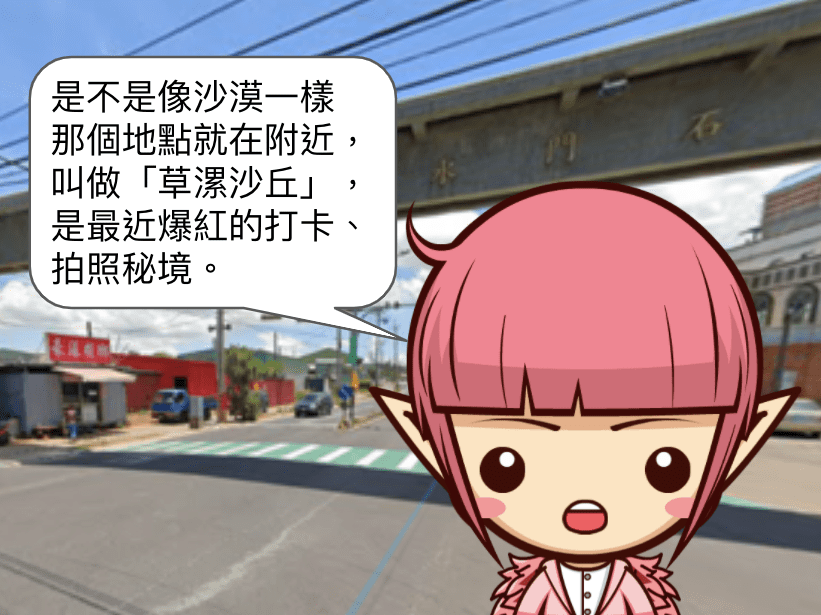 是不是像沙漠一樣
那個地點就在附近，
叫做「草漯沙丘」，
是最近爆紅的打卡、
拍照秘境。
水 門 石